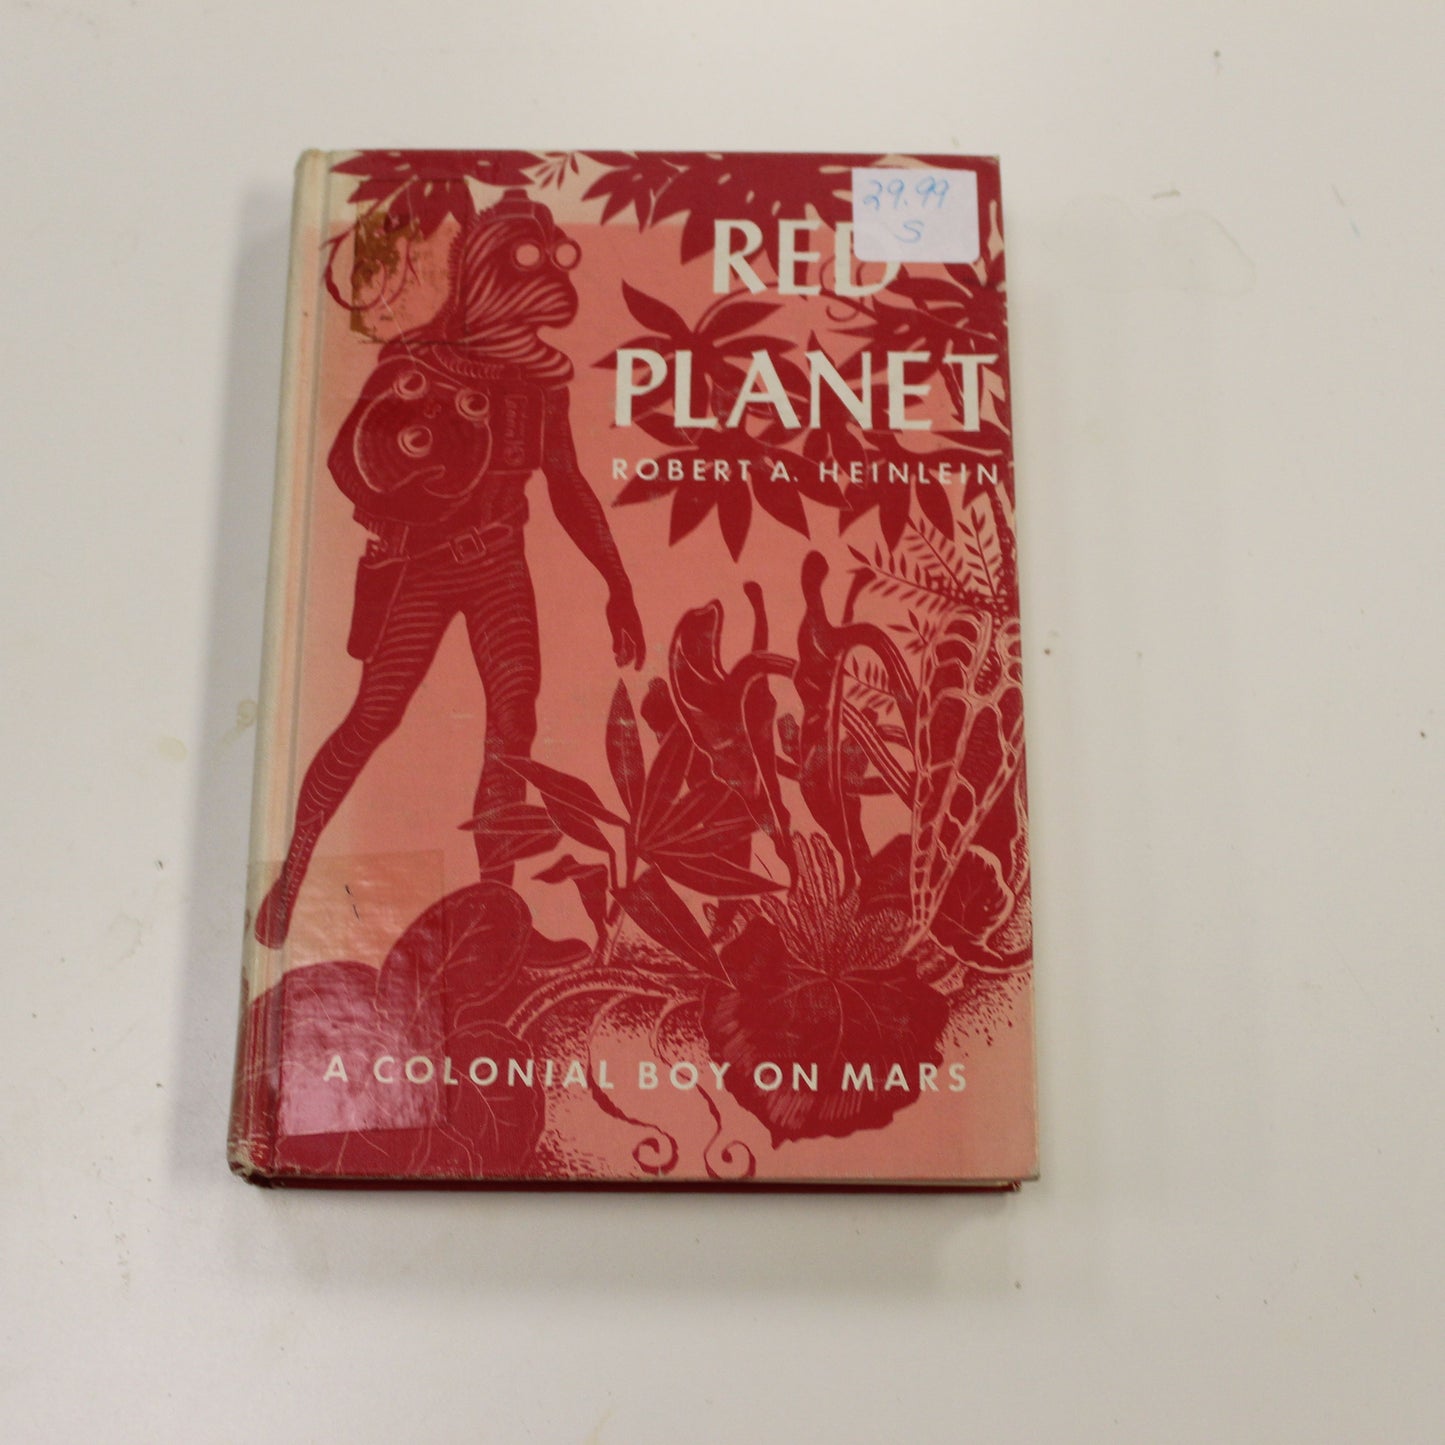 29.99
S
RED
PLANET
ROBERT A. HEINLEIN
A COLONIAL BOY ON MARS